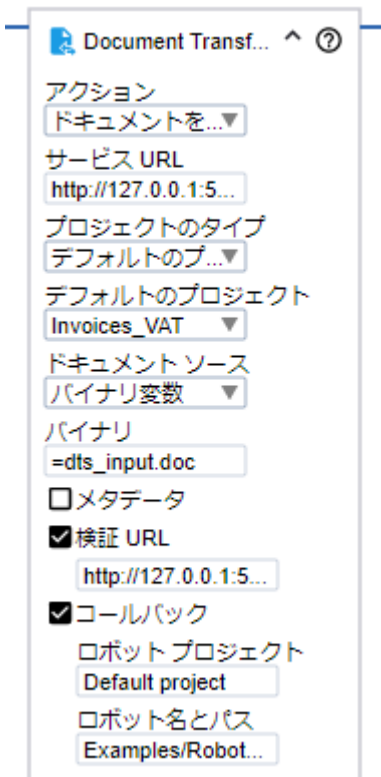 Document Transf...
アクション
ドキュメントを...
サービス URL
http://127.0.0.1:5...
プロジェクトのタイプ
デフォルトのプ...
デフォルトのプロジェクト
Invoices_VAT
ドキュメント ソース
バイナリ変数
バイナリ
=dts_input.doc
メタデータ
検証 URL
http://127.0.0.1:5...
コールバック
ロボット プロジェクト
Default project
ロボット名とパス
Examples/Robot...